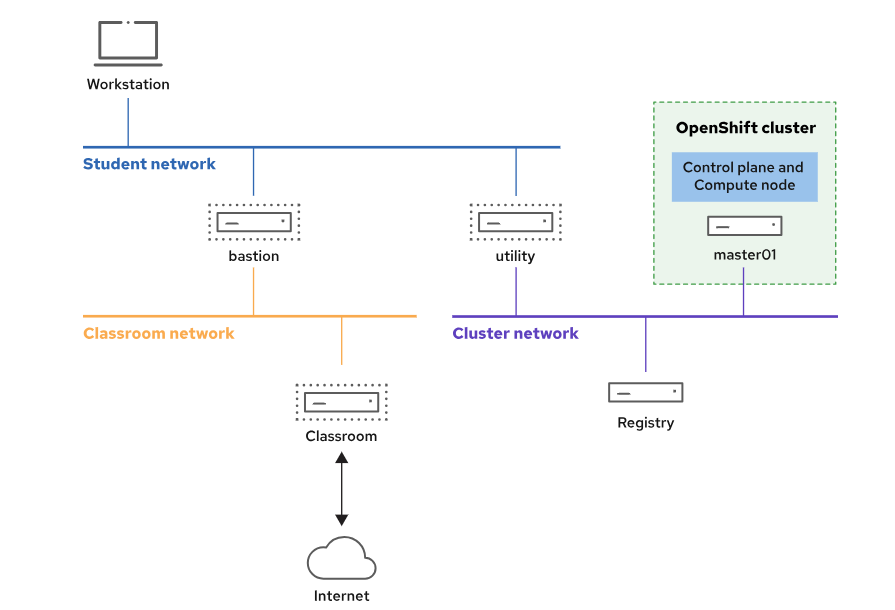 Workstation
OpenShift cluster
Control plane and
Compute node
Student network
bastion
utility
master01
Classroom network
Cluster network
Registry
Classroom
Internet